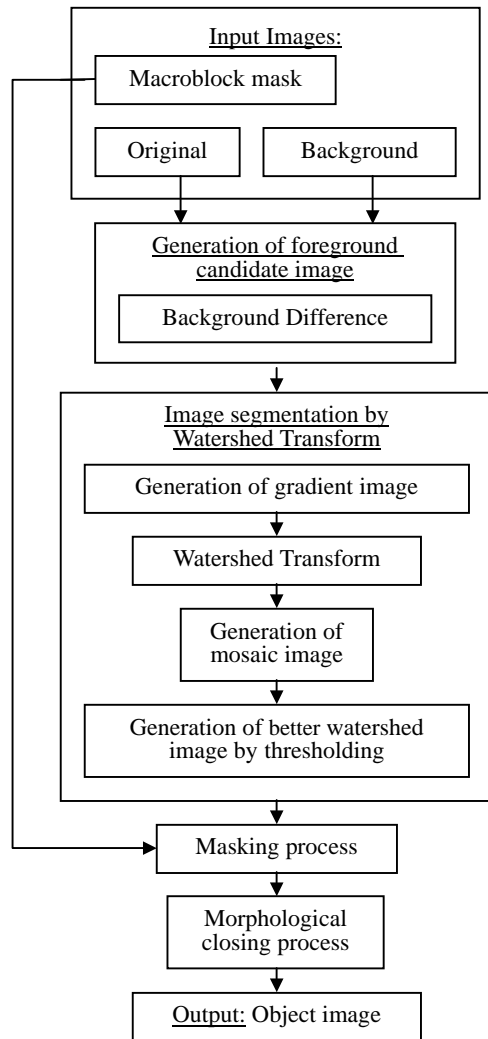 Input Images:
Macroblock mask
Original
Background
Generation of foreground
candidate image
Background Difference
Image segmentation by
Watershed Transform
Generation of gradient image
Watershed Transform
Generation of
mosaic image
Generation of better watershed
image by thresholding
Masking process
Morphological
closing process
Output: Object image